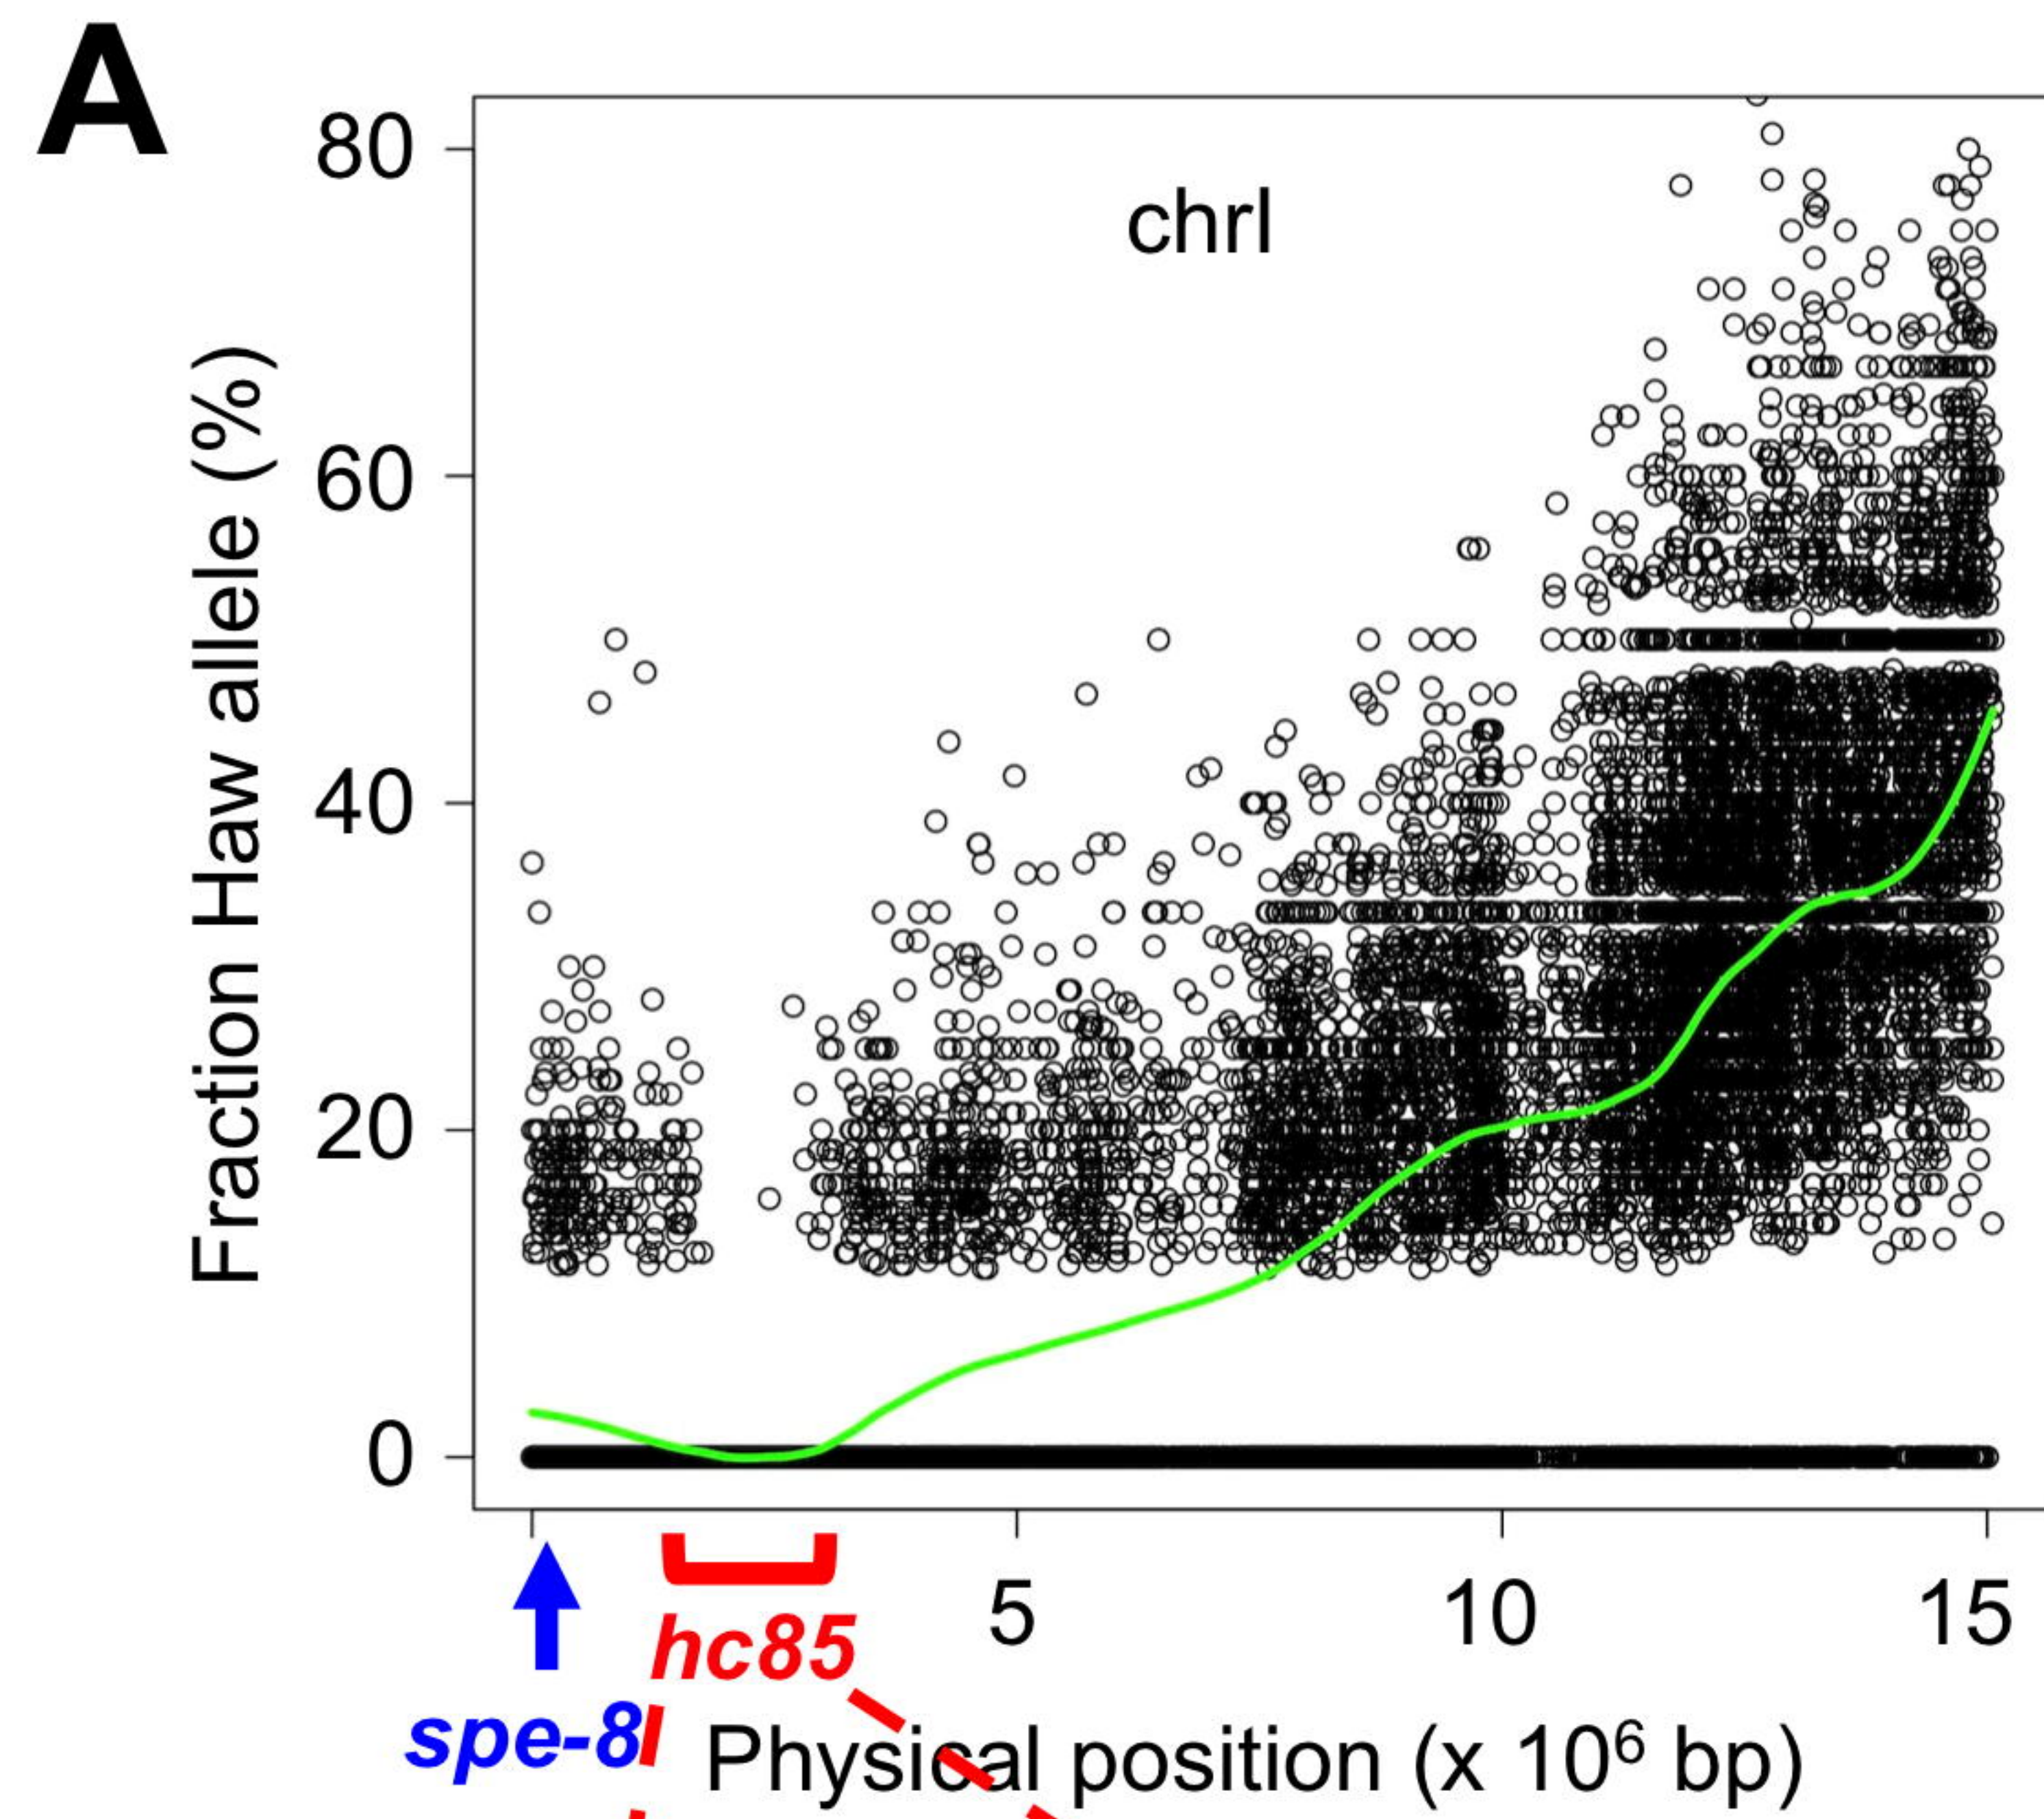 A
80
chrI
60
40
20
0
Fraction Haw allele (%)
5 10 15
hc85
spe-8
Physical position (x 10⁶ bp)